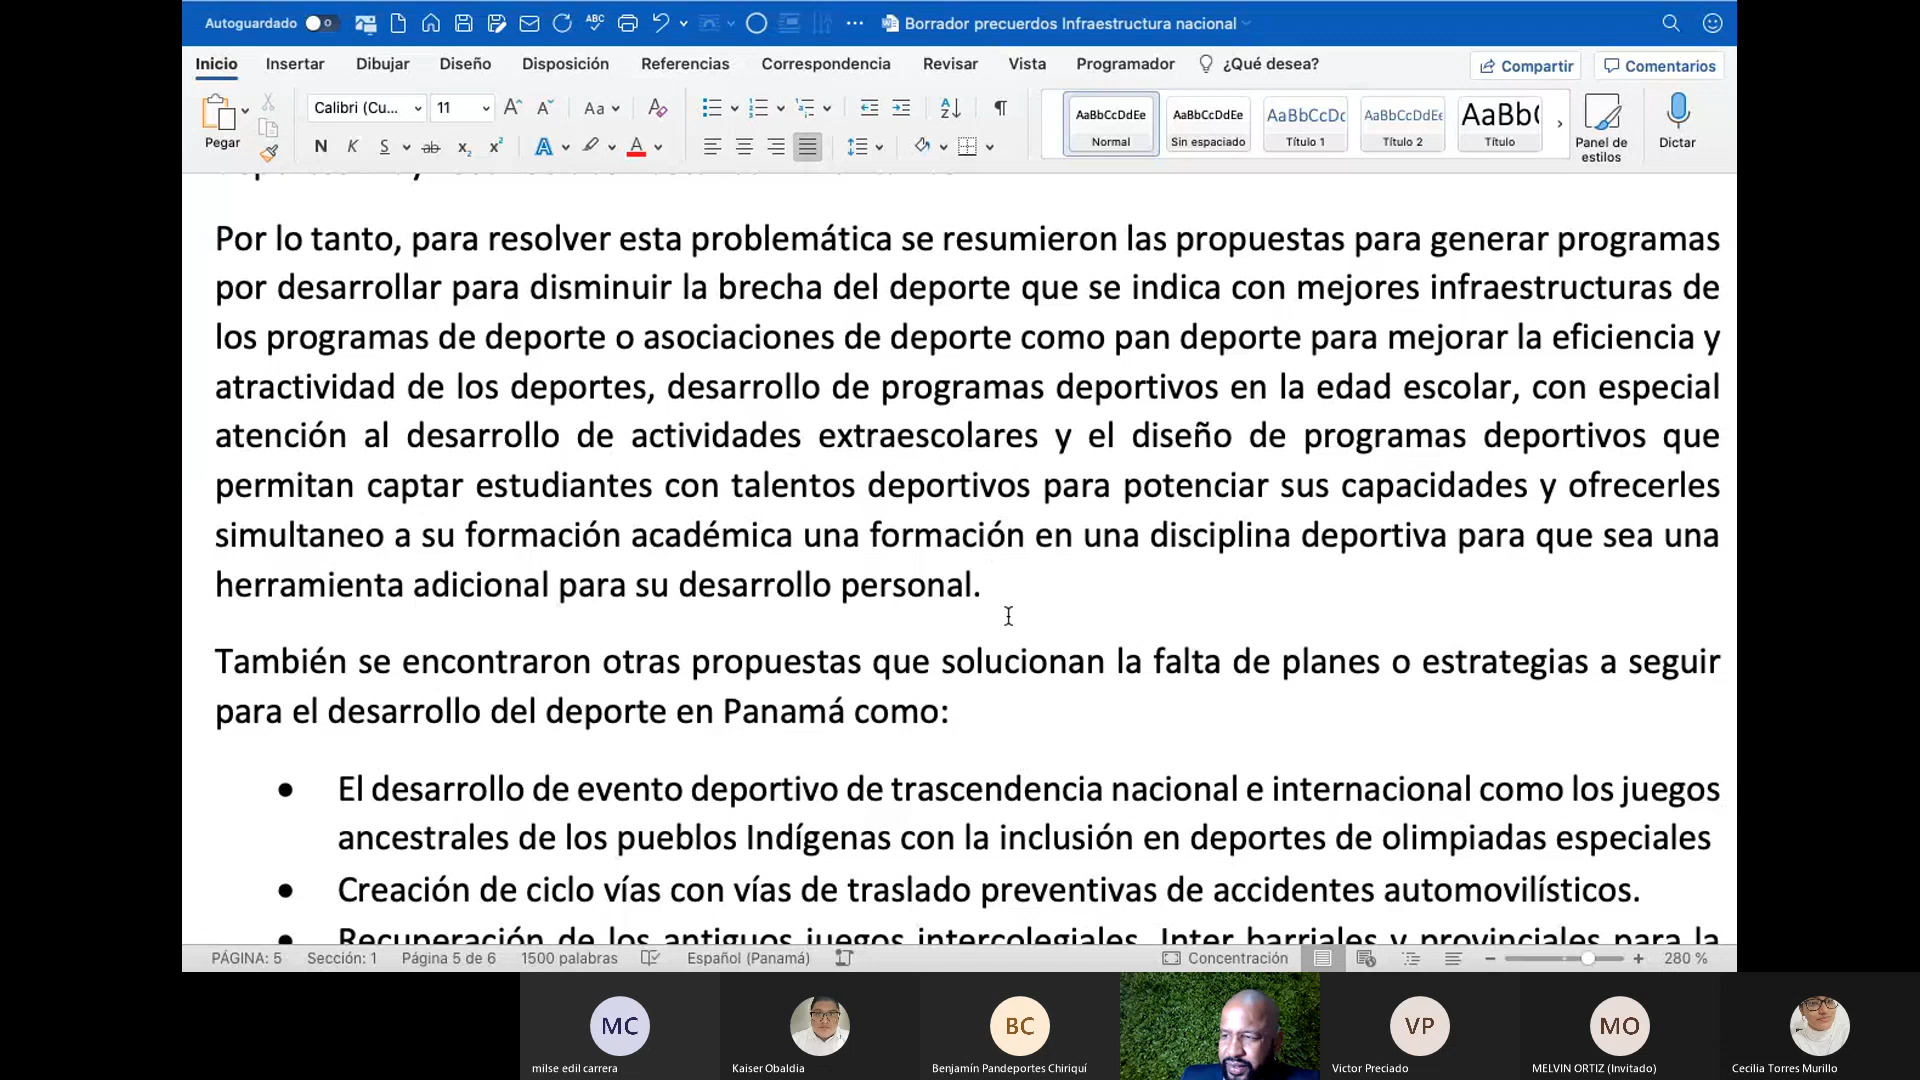 Autoguardado
Borrador precuerdos Infraestructura nacional
Inicio Insertar Dibujar Diseño Disposición Referencias Correspondencia Revisar Vista Programador ¿Qué desea? Compartir Comentarios
Pegar
Calibri (Cu... 11
AaBbCcDdEe AaBbCcDdEe AaBbCcDc AaBbCcDdEe AaBb(
Normal Sin espaciado Título 1 Título 2 Título
Panel de estilos
Dictar
Por lo tanto, para resolver esta problemática se resumieron las propuestas para generar programas
por desarrollar para disminuir la brecha del deporte que se indica con mejores infraestructuras de
los programas de deporte o asociaciones de deporte como pan deporte para mejorar la eficiencia y
atractividad de los deportes, desarrollo de programas deportivos en la edad escolar, con especial
atención al desarrollo de actividades extraescolares y el diseño de programas deportivos que
permitan captar estudiantes con talentos deportivos para potenciar sus capacidades y ofrecerles
simultaneo a su formación académica una formación en una disciplina deportiva para que sea una
herramienta adicional para su desarrollo personal.
También se encontraron otras propuestas que solucionan la falta de planes o estrategias a seguir
para el desarrollo del deporte en Panamá como:
• El desarrollo de evento deportivo de trascendencia nacional e internacional como los juegos
ancestrales de los pueblos Indígenas con la inclusión en deportes de olimpiadas especiales
• Creación de ciclo vías con vías de traslado preventivas de accidentes automovilísticos.
• Recuperación de los antiguos juegos intercolegiales, Inter barriales y provinciales para la
PÁGINA: 5 Sección: 1 Página 5 de 6 1500 palabras Español (Panamá) Concentración 280 %
MC BC VP MO
milse edil carrera Kaiser Obaldia Benjamín Pandeportes Chiriquí Victor Preciado MELVIN ORTIZ (Invitado) Cecilia Torres Murillo